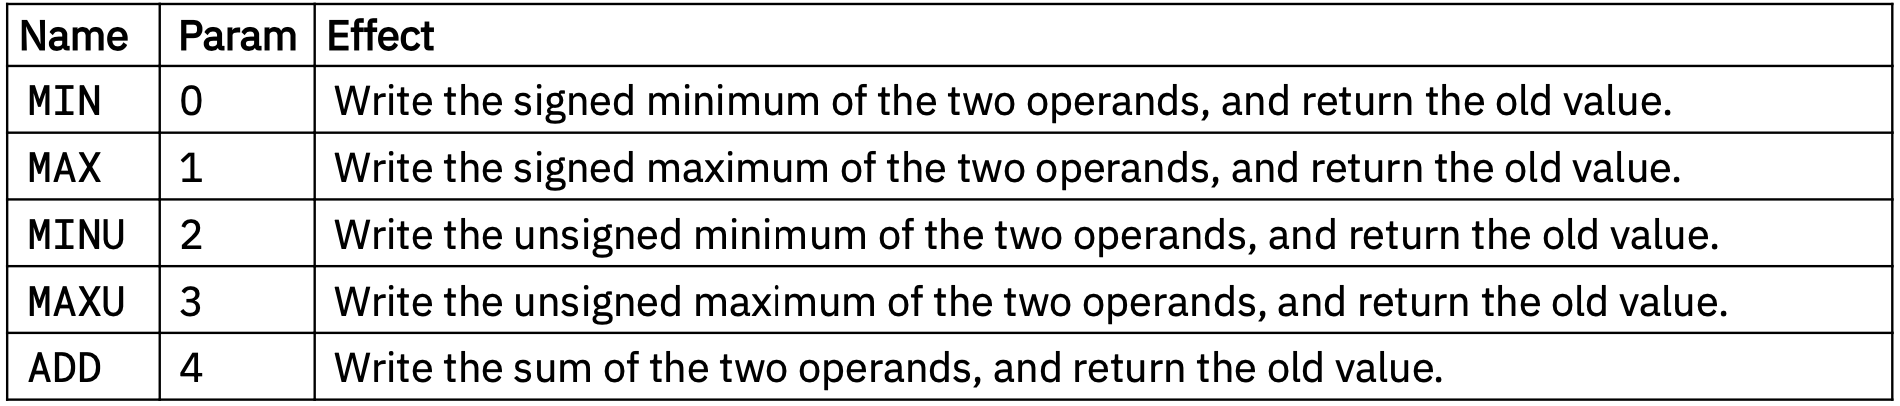 Name Param Effect
MIN 0 Write the signed minimum of the two operands, and return the old value.
MAX 1 Write the signed maximum of the two operands, and return the old value.
MINU 2 Write the unsigned minimum of the two operands, and return the old value.
MAXU 3 Write the unsigned maximum of the two operands, and return the old value.
ADD 4 Write the sum of the two operands, and return the old value.